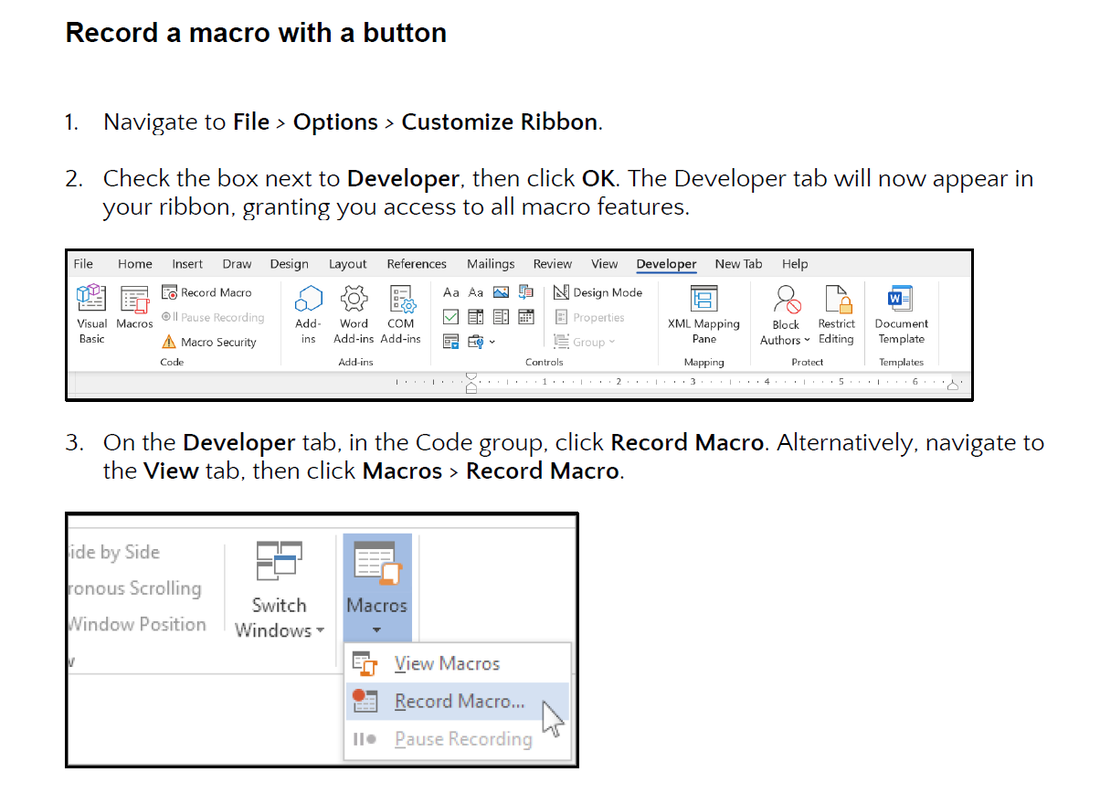 Record a macro with a button
1. Navigate to File > Options > Customize Ribbon.
2. Check the box next to Developer, then click OK. The Developer tab will now appear in
your ribbon, granting you access to all macro features.
File Home Insert Draw Design Layout References Mailings Review View Developer New Tab Help
Visual Basic
Macros
Record Macro
Pause Recording
Macro Security
Code
Add-ins
Word Add-ins
COM Add-ins
Add-ins
Aa Aa
Design Mode
Properties
Group
Controls
XML Mapping Pane
Mapping
Block Authors
Restrict Editing
Protect
Document Template
Templates
1 2 3 4 5 6
3. On the Developer tab, in the Code group, click Record Macro. Alternatively, navigate to
the View tab, then click Macros > Record Macro.
ide by Side
ronous Scrolling
Window Position
Switch
Windows
Macros
View Macros
Record Macro...
Pause Recording